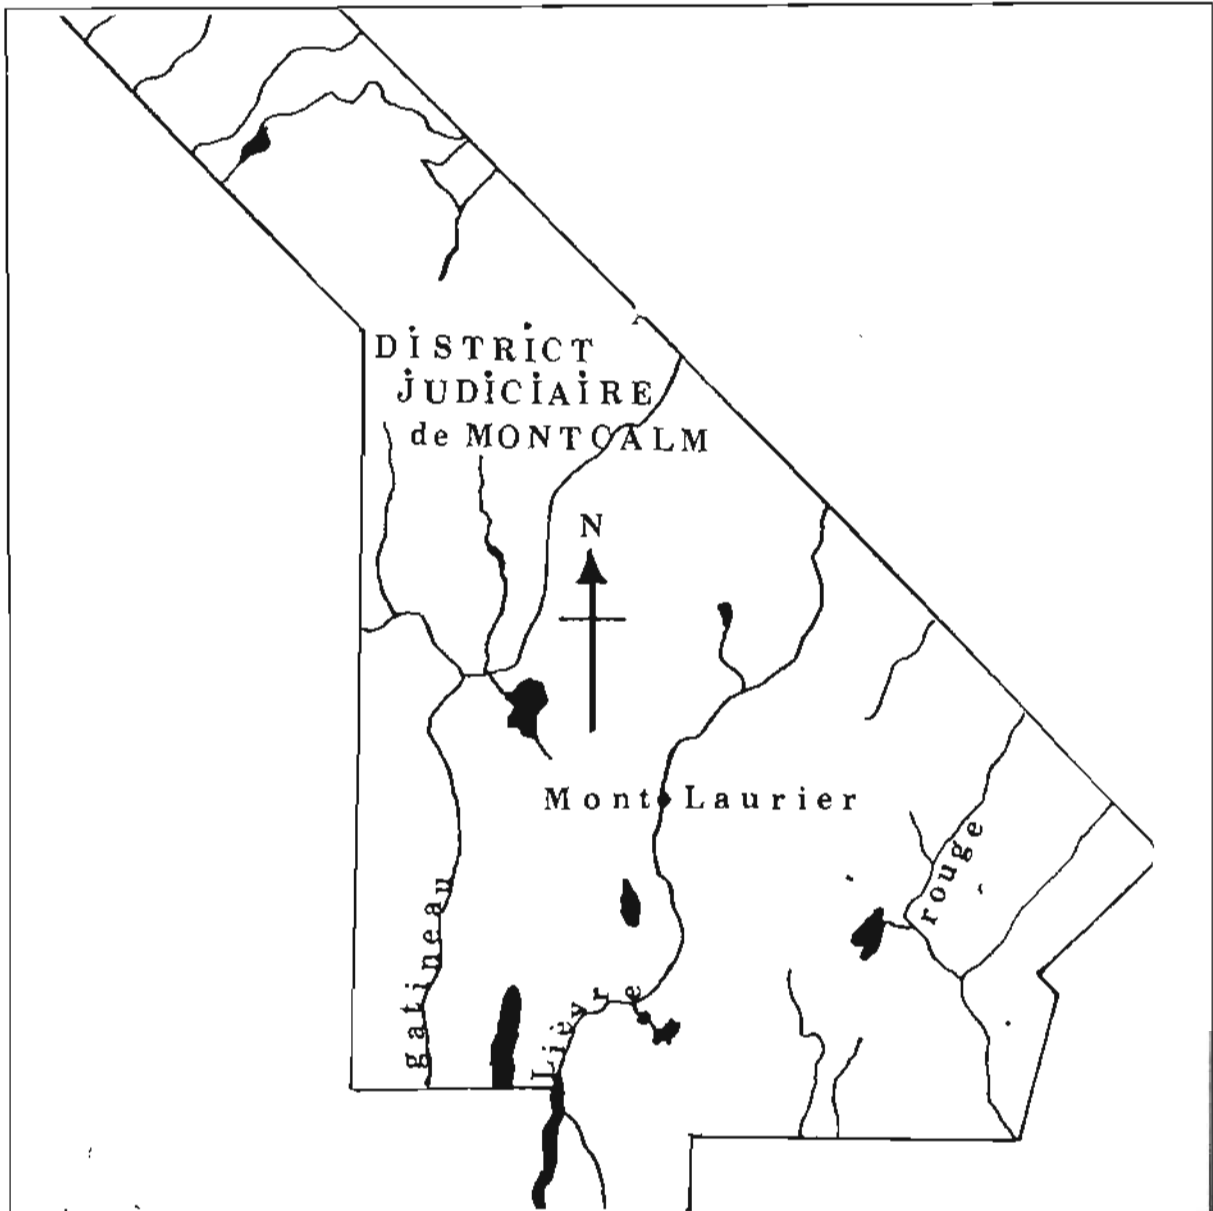 DiSTRiCT
jUDiCiAiRE
de MONTCALM
N
Mont Laurier
rouge
gatineau
Lièvre